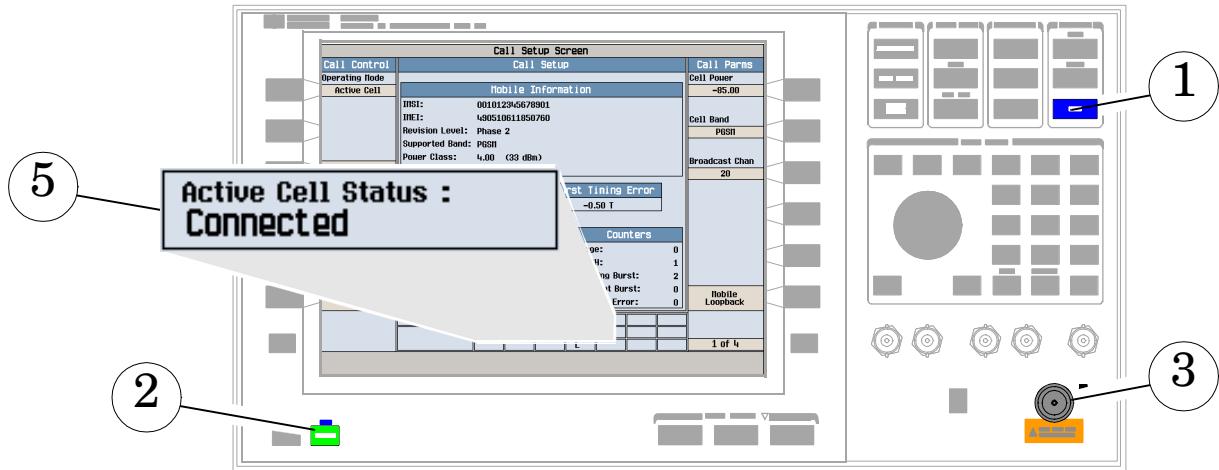 Call Setup Screen
Call Control
Call Setup
Call Parms
Operating Mode
Active Cell
Mobile Information
IMSI: 001012345678901
IMEI: 490510611850760
Revision Level: Phase 2
Supported Band: PGSM
Power Class: 4.00 (33 dBm)
Cell Power
-85.00
Cell Band
PGSM
Broadcast Chan
20
1
5
Active Cell Status :
Connected
Timing Error
-0.50 T
Counters
0
1
Burst: 2
Burst: 0
Error: 0
Mobile
Loopback
1 of 4
2
3